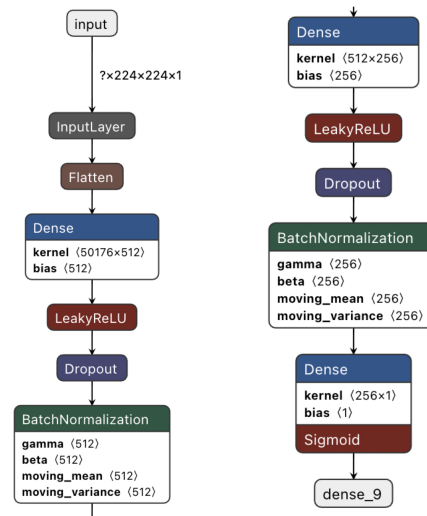 input
?×224×224×1
InputLayer
Flatten
Dense
kernel ⟨50176×512⟩
bias ⟨512⟩
LeakyReLU
Dropout
BatchNormalization
gamma ⟨512⟩
beta ⟨512⟩
moving_mean ⟨512⟩
moving_variance ⟨512⟩
Dense
kernel ⟨512×256⟩
bias ⟨256⟩
LeakyReLU
Dropout
BatchNormalization
gamma ⟨256⟩
beta ⟨256⟩
moving_mean ⟨256⟩
moving_variance ⟨256⟩
Dense
kernel ⟨256×1⟩
bias ⟨1⟩
Sigmoid
dense_9